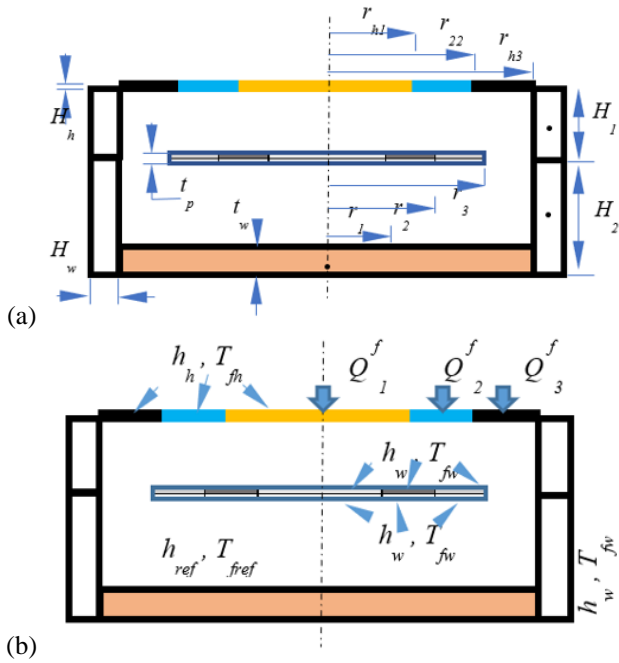 r h1
r 22
r h3
H h
H 1
t p
t w
r 1
r 2
r 3
H 2
H w
(a)
h h , T fh
Q 1 f
Q 2 f
Q 3 f
h w , T fw
h w , T fw
h ref , T fref
h w , T fw
(b)